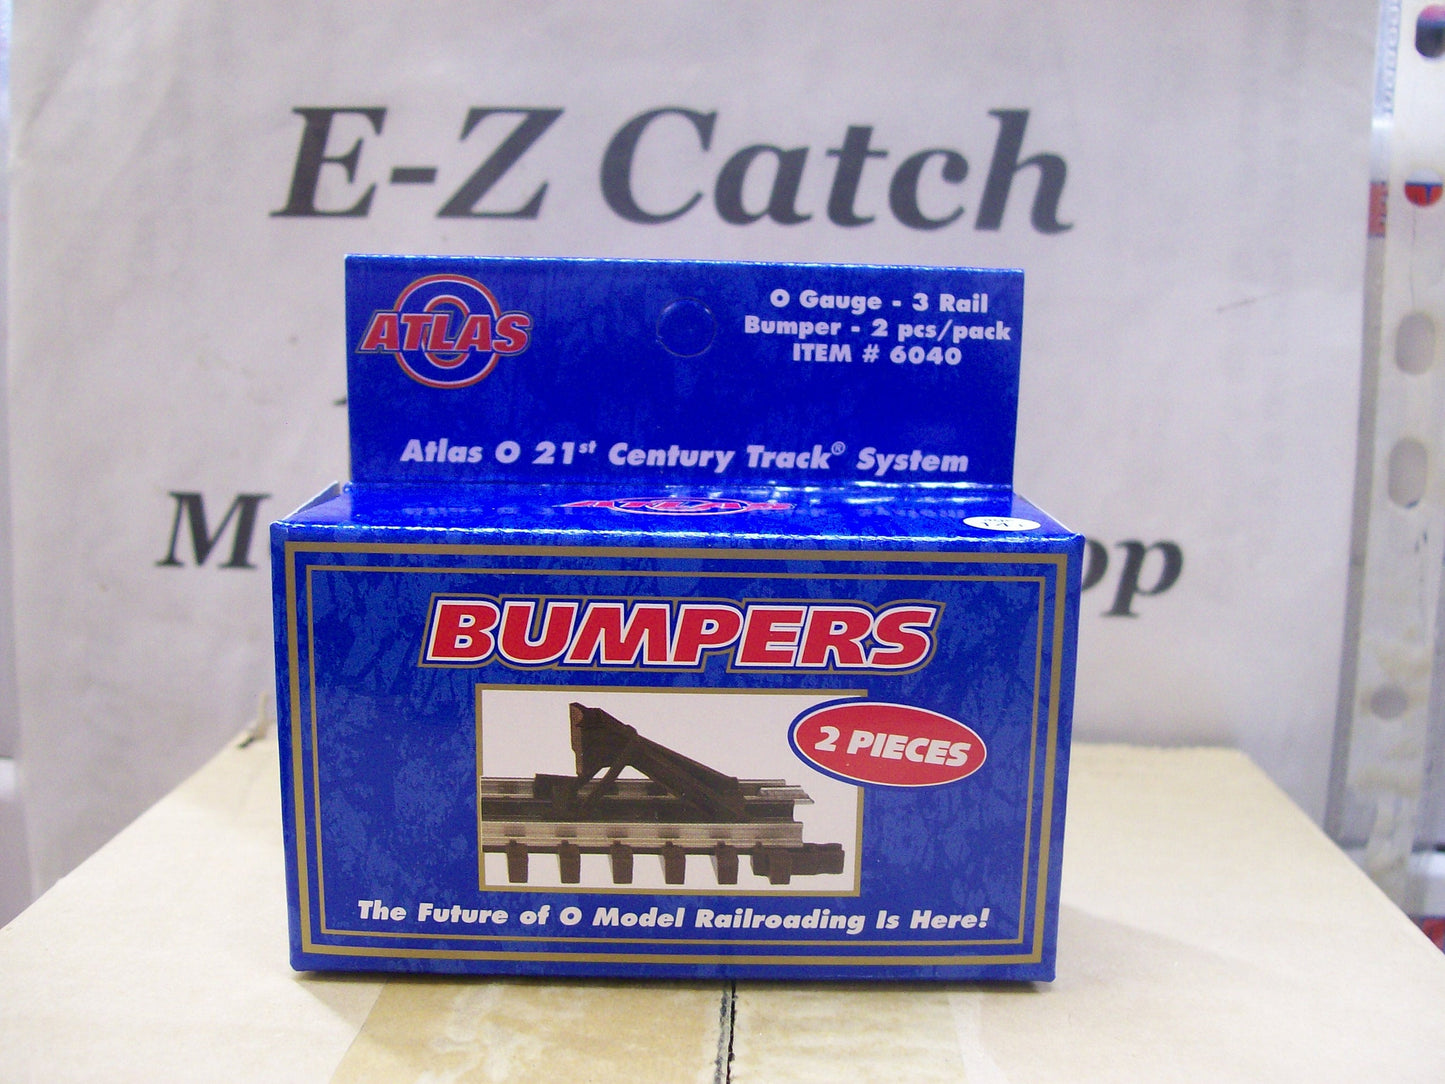 E-Z Catch
ATLAS
O Gauge - 3 Rail
Bumper - 2 pcs/pack
ITEM # 6040
Atlas O 21st Century Track® System
ATLAS
BUMPERS
2 PIECES
The Future of O Model Railroading Is Here!